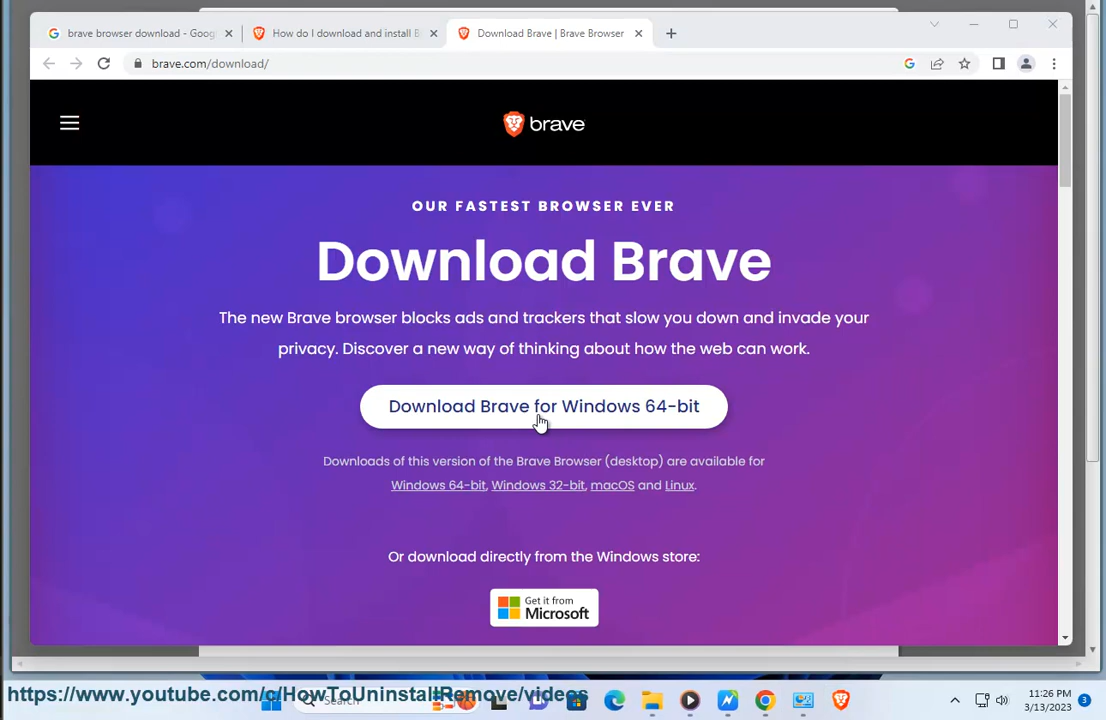 brave browser download - Goog
How do I download and install B
Download Brave | Brave Browser
brave.com/download/
brave
OUR FASTEST BROWSER EVER
Download Brave
The new Brave browser blocks ads and trackers that slow you down and invade your
privacy. Discover a new way of thinking about how the web can work.
Download Brave for Windows 64-bit
Downloads of this version of the Brave Browser (desktop) are available for
Windows 64-bit, Windows 32-bit, macOS and Linux.
Or download directly from the Windows store:
Get it from
Microsoft
https://www.youtube.com/c/HowToUninstallRemove/videos
Search
11:26 PM
3/13/2023
3